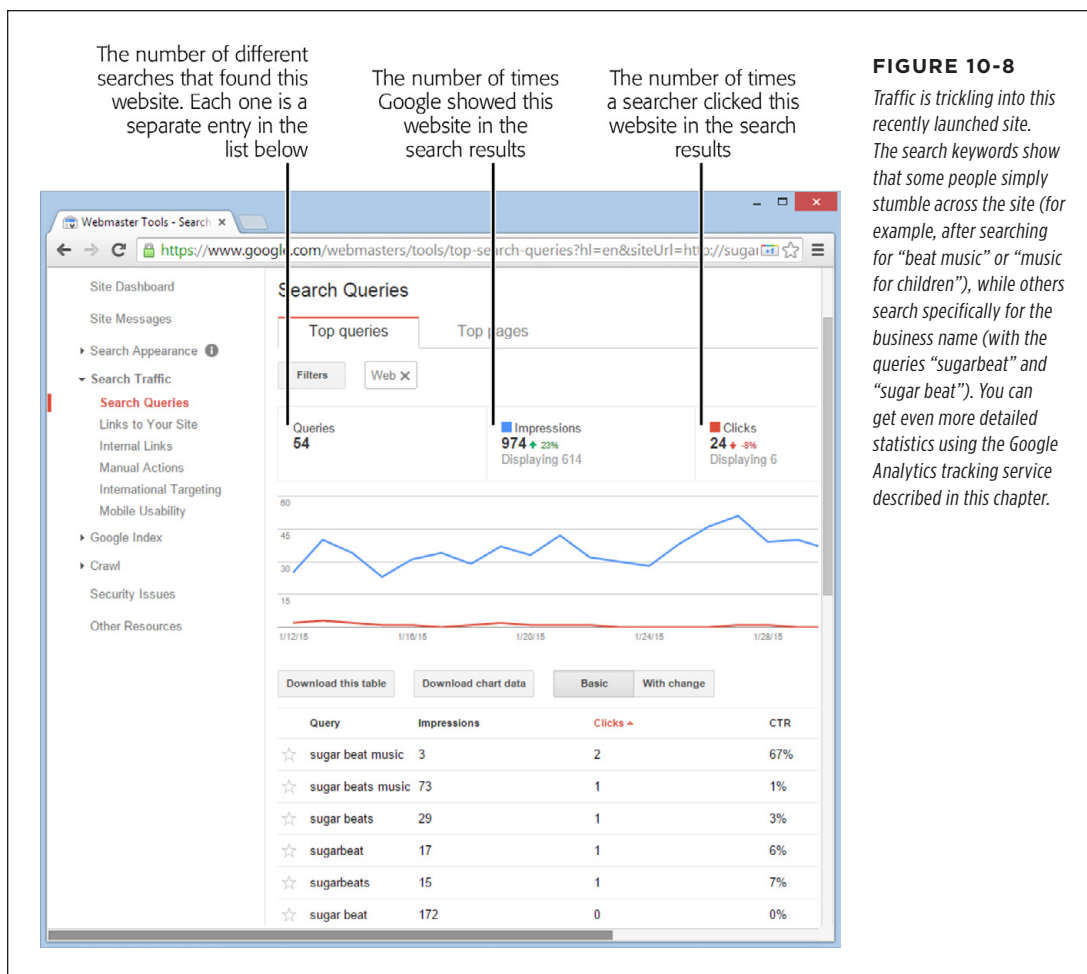 The number of different
searches that found this
website. Each one is a
separate entry in the
list below
The number of times
Google showed this
website in the
search results
The number of times
a searcher clicked this
website in the search
results
FIGURE 10-8
Traffic is trickling into this
recently launched site.
The search keywords show
that some people simply
stumble across the site (for
example, after searching
for “beat music” or “music
for children”), while others
search specifically for the
business name (with the
queries “sugarbeat” and
“sugar beat”). You can
get even more detailed
statistics using the Google
Analytics tracking service
described in this chapter.
Webmaster Tools - Search
https://www.google.com/webmasters/tools/top-search-queries?hl=en&siteUrl=http://sugar
Site Dashboard
Site Messages
Search Appearance
Search Traffic
Search Queries
Links to Your Site
Internal Links
Manual Actions
International Targeting
Mobile Usability
Google Index
Crawl
Security Issues
Other Resources
Search Queries
Top queries Top pages
Filters Web
Queries Impressions Clicks
54 974 23% 24 -8%
Displaying 614 Displaying 6
60
45
30
15
1/12/15 1/16/15 1/20/15 1/24/15 1/28/15
Download this table Download chart data Basic With change
Query Impressions Clicks CTR
sugar beat music 3 2 67%
sugar beats music 73 1 1%
sugar beats 29 1 3%
sugarbeat 17 1 6%
sugarbeats 15 1 7%
sugar beat 172 0 0%